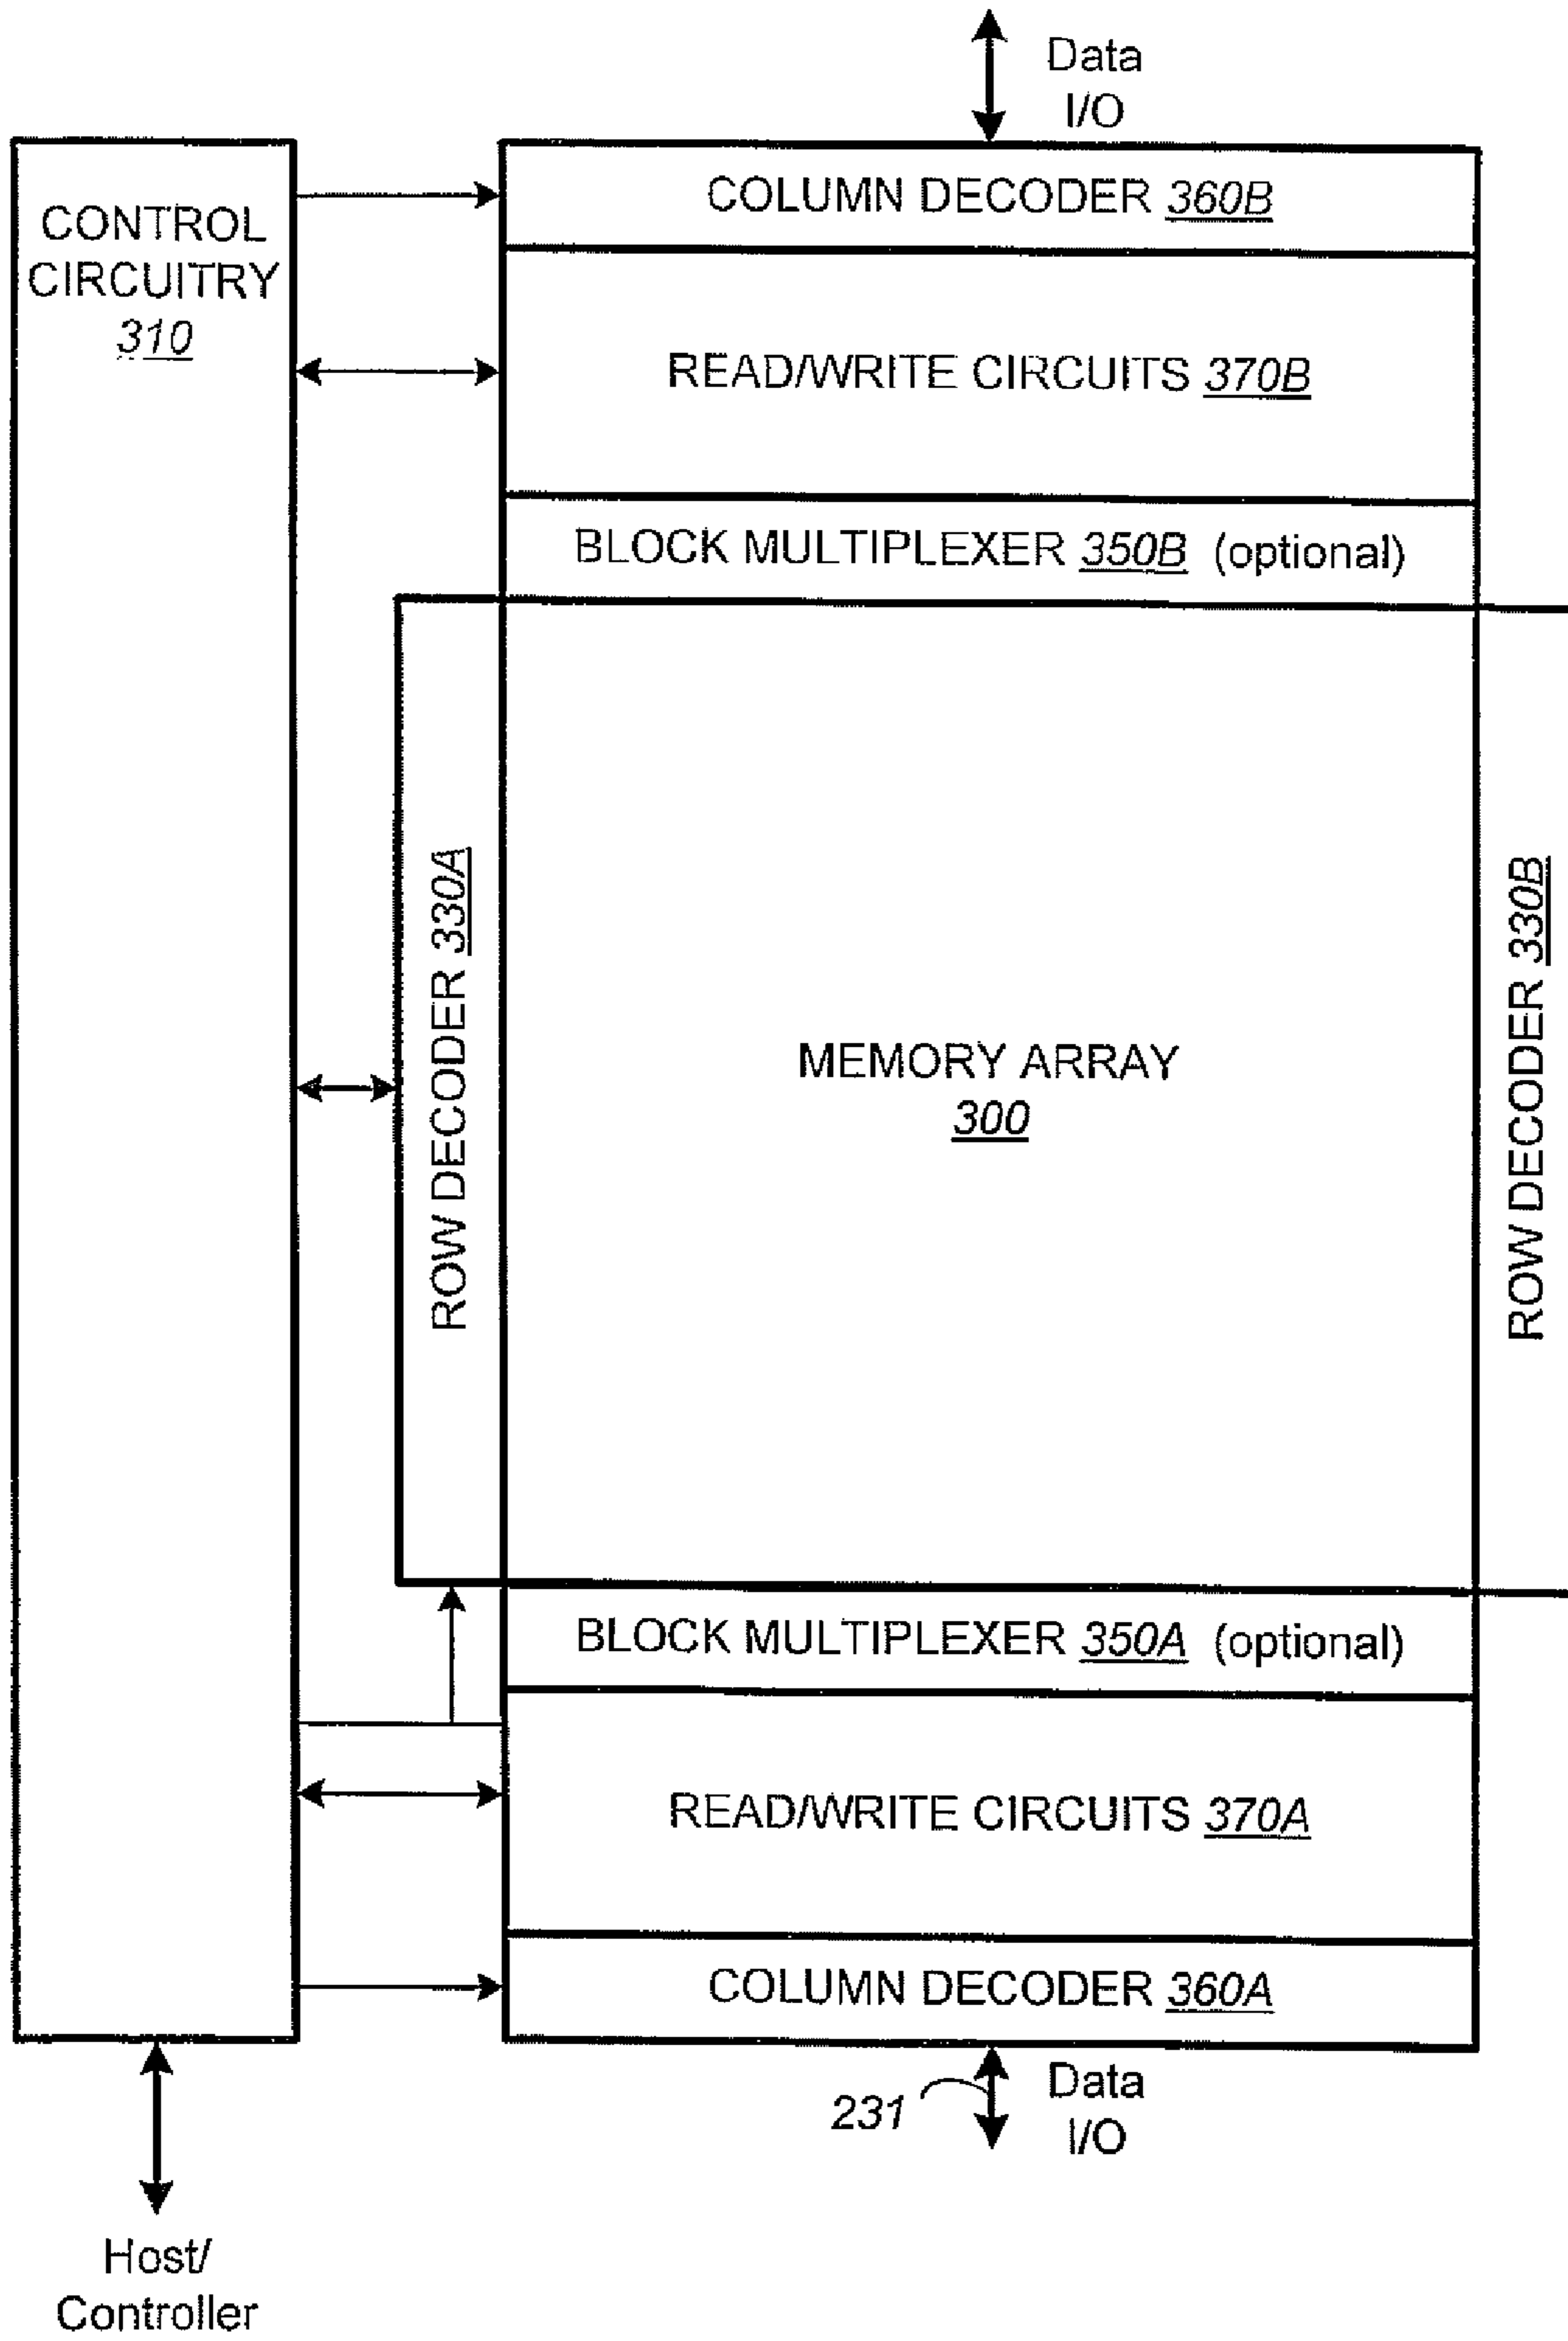 Data
I/O
CONTROL
CIRCUITRY
310
COLUMN DECODER 360B
READ/WRITE CIRCUITS 370B
BLOCK MULTIPLEXER 350B (optional)
ROW DECODER 330A
MEMORY ARRAY
300
ROW DECODER 330B
BLOCK MULTIPLEXER 350A (optional)
READ/WRITE CIRCUITS 370A
COLUMN DECODER 360A
231
Data
I/O
Host/
Controller